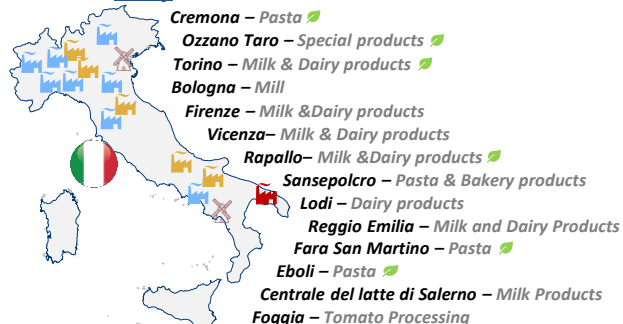 Cremona – Pasta
Ozzano Taro – Special products
Torino – Milk & Dairy products
Bologna – Mill
Firenze – Milk &Dairy products
Vicenza– Milk & Dairy products
Rapallo– Milk &Dairy products
Sansepolcro – Pasta & Bakery products
Lodi – Dairy products
Reggio Emilia – Milk and Dairy Products
Fara San Martino – Pasta
Eboli – Pasta
Centrale del latte di Salerno – Milk Products
Foggia – Tomato Processing